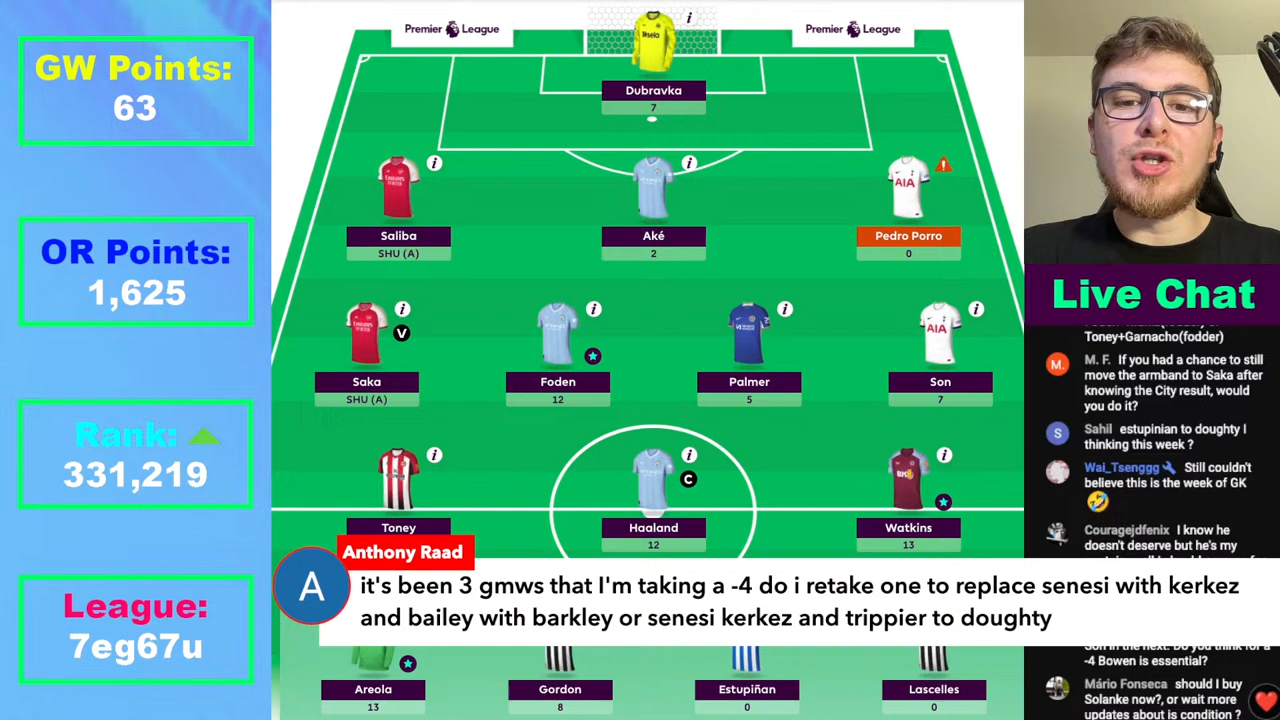 GW Points:
63
OR Points:
1,625
Rank:
331,219
League:
7eg67u
Premier League
Premier League
sela
Dubravka
7
Saliba
SHU (A)
Aké
2
AIA
Pedro Porro
0
V
Saka
SHU (A)
Foden
12
Palmer
5
AIA
Son
7
Toney
C
Haaland
12
Watkins
13
Anthony Raad
A
it's been 3 gmws that I'm taking a -4 do i retake one to replace senesi with kerkez
and bailey with barkley or senesi kerkez and trippier to doughty
Areola
13
Gordon
8
Estupiñan
0
Lascelles
0
Live Chat
Toney+Garnacho(fodder)
M. M. F. If you had a chance to still
move the armband to Saka after
knowing the City result, would
you do it?
S Sahil estupinian to doughty I
thinking this week ?
Wai_Tsenggg Still couldn't
believe this is the week of GK
🤣
Couragejdfenix I know he
doesn't deserve but he's my
-4 Bowen is essential?
Mário Fonseca should I buy
Solanke now?, or wait more
updates about is condition ?